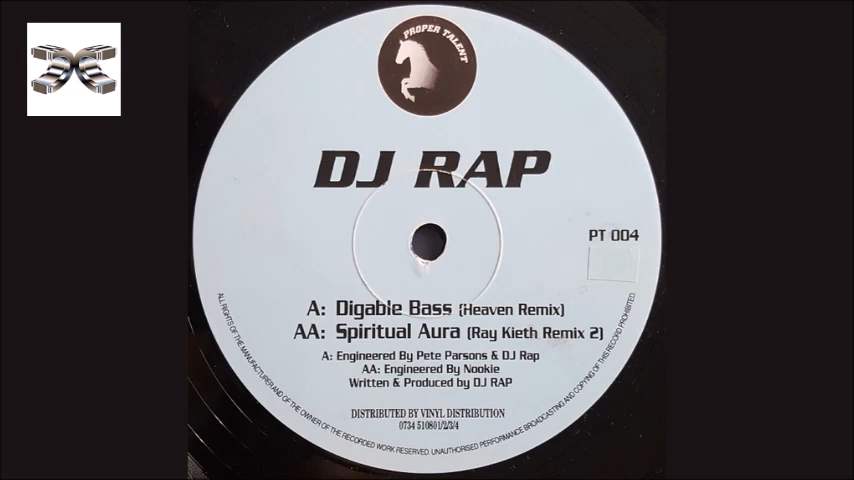 PROPER TALENT
DJ RAP
PT 004
A: Digable Bass (Heaven Remix)
AA: Spiritual Aura (Ray Kieth Remix 2)
A: Engineered By Pete Parsons & DJ Rap
AA: Engineered By Nookie
Written & Produced by DJ RAP
DISTRIBUTED BY VINYL DISTRIBUTION
0734 510801/2/3/4
ALL RIGHTS OF THE MANUFACTURER AND OF THE OWNER OF THE RECORDED WORK RESERVED. UNAUTHORISED PERFORMANCE BROADCASTING AND COPYING OF THIS RECORD PROHIBITED.